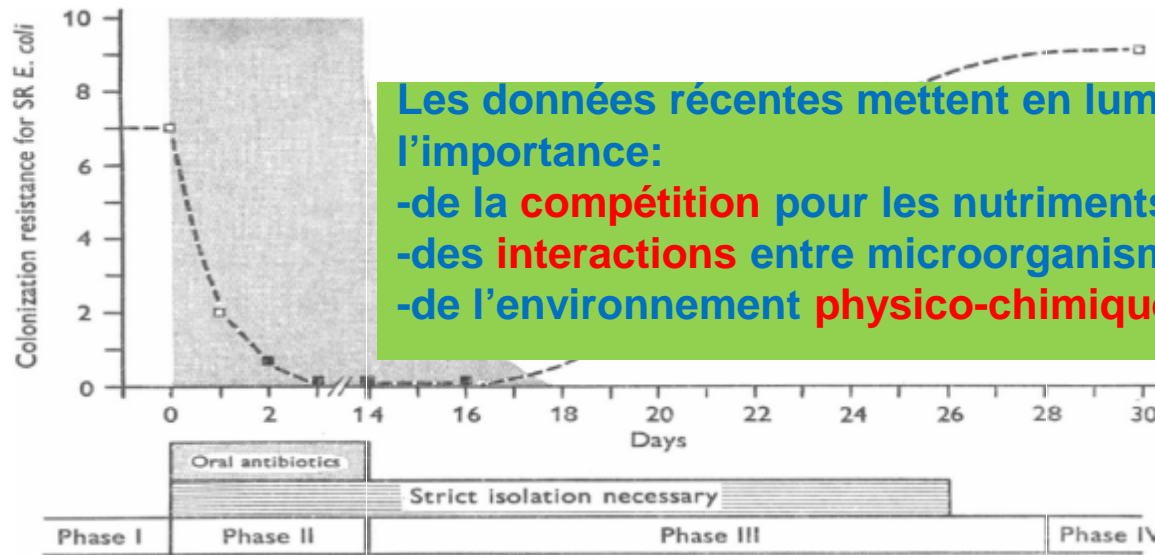 10
8
6
4
2
0
Colonization resistance for SR E. coli
Les données récentes mettent en lum
l’importance:
-de la compétition pour les nutriments
-des interactions entre microorganism
-de l’environnement physico-chimique
0 2 14 16 18 20 22 24 26 28 30
Days
Oral antibiotics
Strict isolation necessary
Phase I Phase II Phase III Phase IV